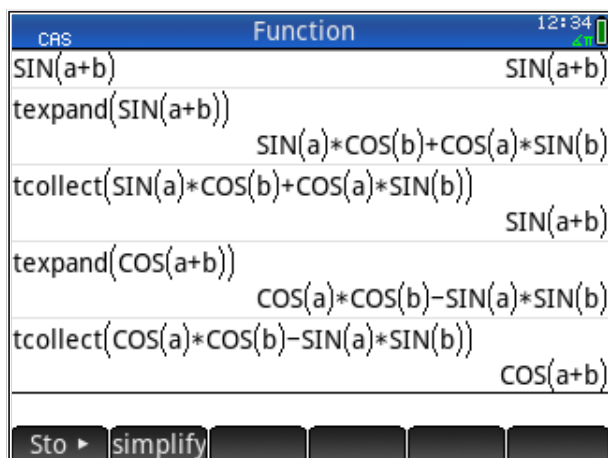 CAS Function 12:34
∡π
SIN(a+b) SIN(a+b)
texpand(SIN(a+b))
SIN(a)*COS(b)+COS(a)*SIN(b)
tcollect(SIN(a)*COS(b)+COS(a)*SIN(b))
SIN(a+b)
texpand(COS(a+b))
COS(a)*COS(b)−SIN(a)*SIN(b)
tcollect(COS(a)*COS(b)−SIN(a)*SIN(b))
COS(a+b)
Sto ► simplify